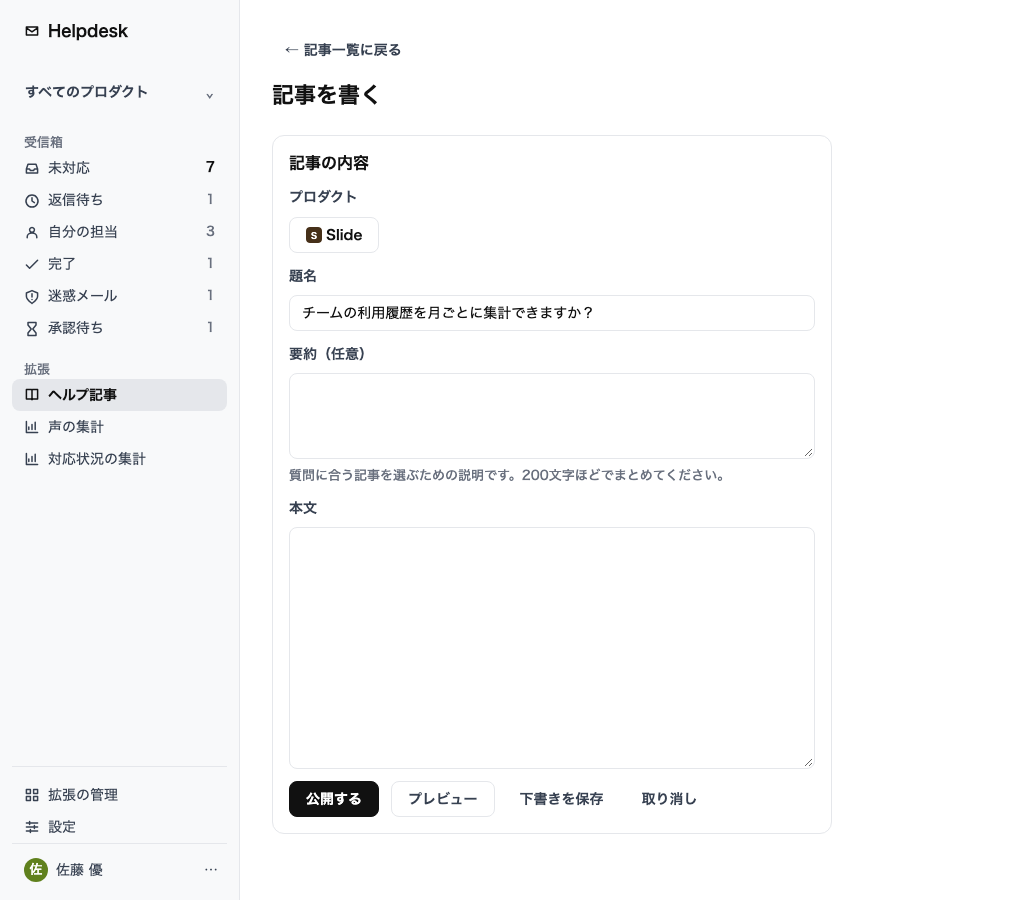 Helpdesk
すべてのプロダクト
受信箱
未対応 7
返信待ち 1
自分の担当 3
完了 1
迷惑メール 1
承認待ち 1
拡張
ヘルプ記事
声の集計
対応状況の集計
拡張の管理
設定
佐 佐藤 優 …
← 記事一覧に戻る
記事を書く
記事の内容
プロダクト
S Slide
題名
チームの利用履歴を月ごとに集計できますか？
要約（任意）
質問に合う記事を選ぶための説明です。200文字ほどでまとめてください。
本文
公開する プレビュー 下書きを保存 取り消し